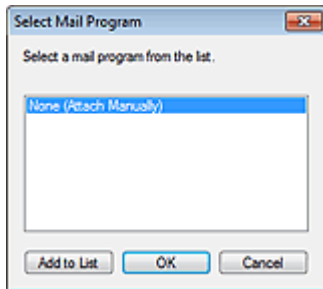 Select Mail Program
Select a mail program from the list.
None (Attach Manually)
Add to List
OK
Cancel